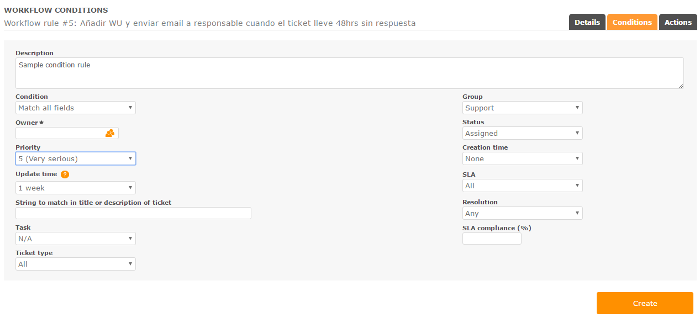 WORKFLOW CONDITIONS
Workflow rule #5: Añadir WU y enviar email a responsable cuando el ticket lleve 48hrs sin respuesta
Details Conditions Actions
Description
Sample condition rule
Condition Group
Match all fields Support
Owner* Status
Assigned
Priority Creation time
5 (Very serious) None
Update time ? SLA
1 week All
String to match in title or description of ticket Resolution
Any
Task SLA compliance (%)
N/A
Ticket type
All
Create